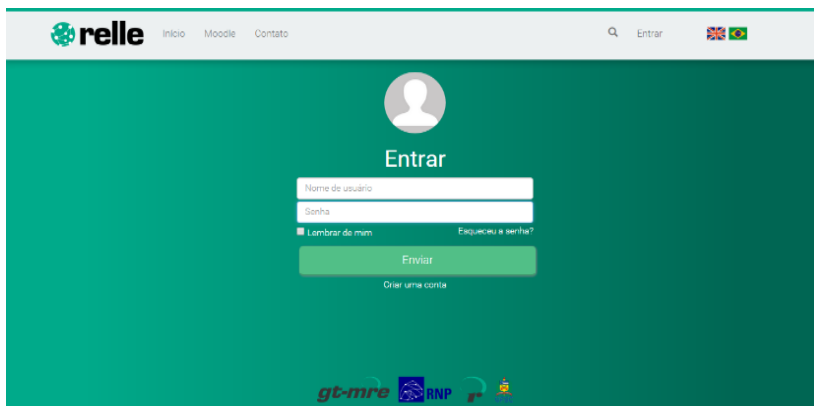 relle Início Moodle Contato Entrar
Entrar
Nome de usuário
Senha
Lembrar de mim Esqueceu a senha?
Enviar
Criar uma conta
gt-mre RNP r